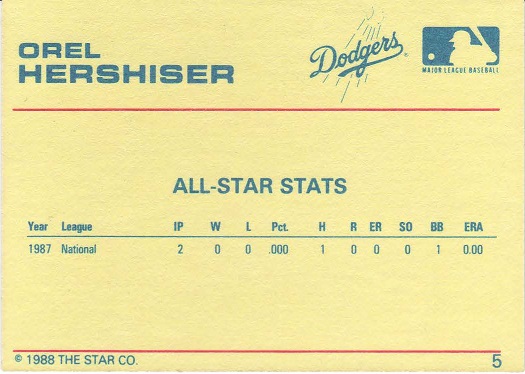 OREL
HERSHISER
Dodgers®
MAJOR LEAGUE BASEBALL
ALL-STAR STATS
Year League IP W L Pct. H R ER SO BB ERA
1987 National 2 0 0 .000 1 0 0 0 1 0.00
© 1988 THE STAR CO. 5